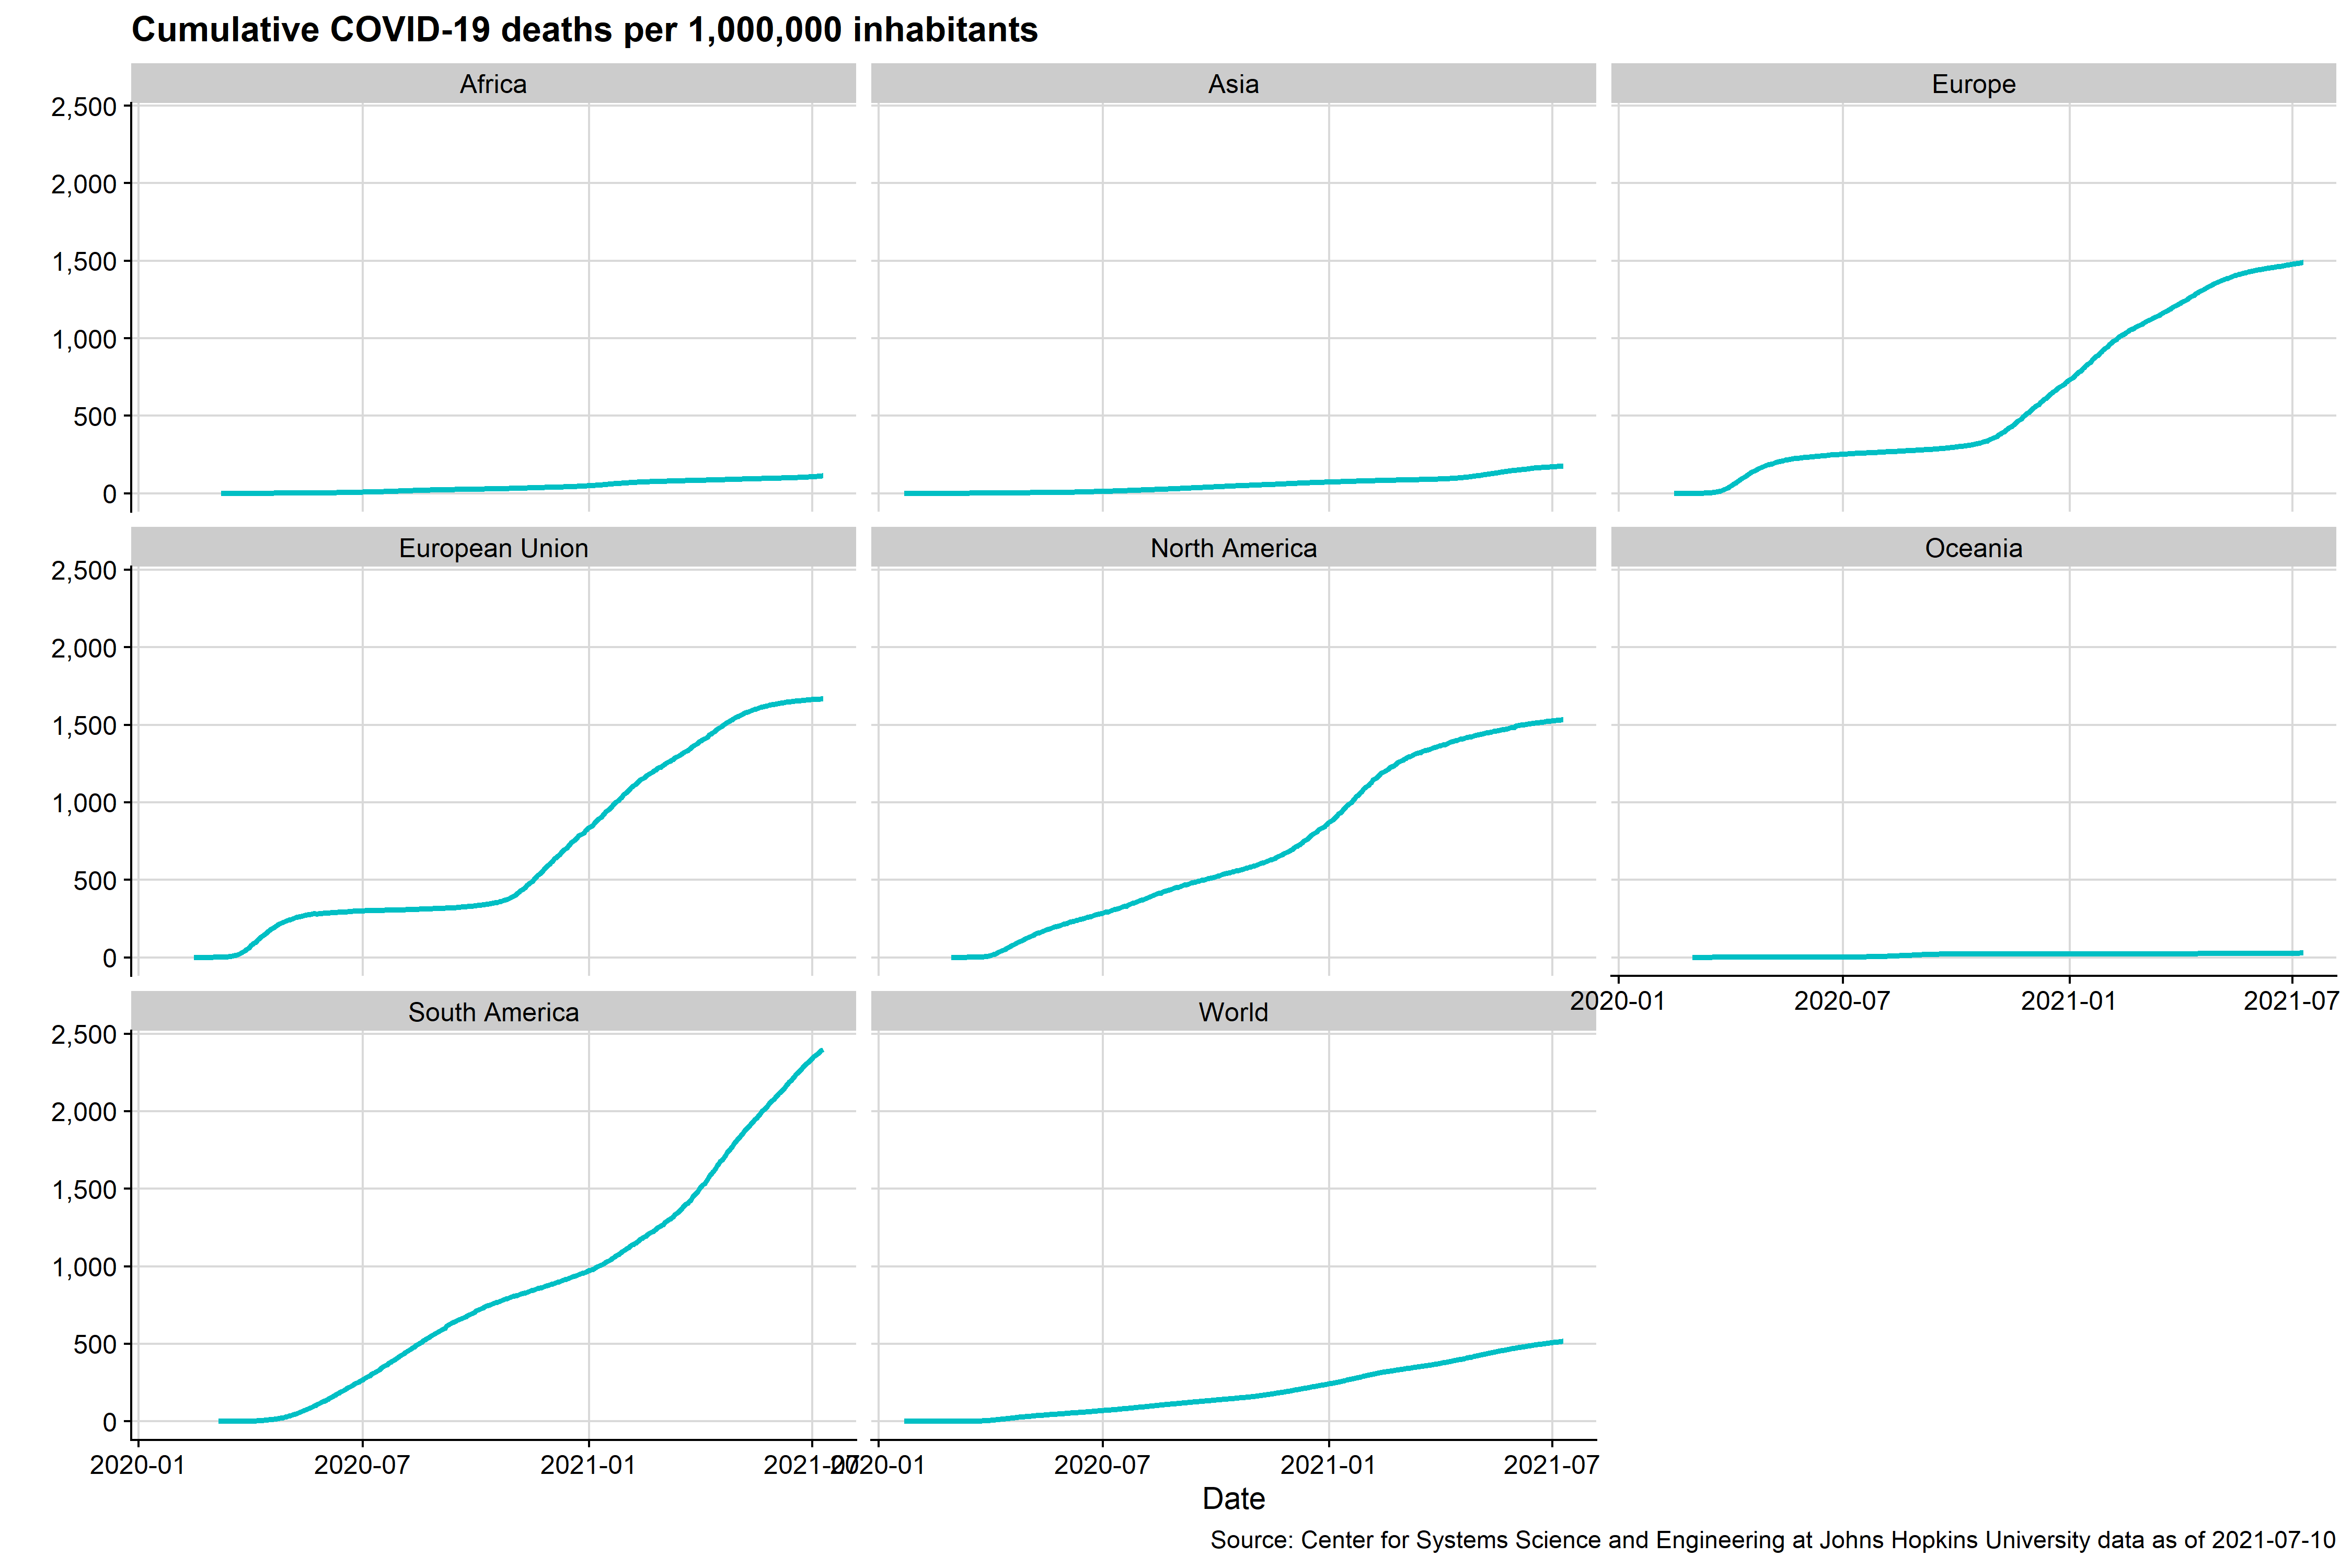 Cumulative COVID-19 deaths per 1,000,000 inhabitants
Africa
Asia
Europe
2,500
2,000
1,500
1,000
500
0
European Union
North America
Oceania
2,500
2,000
1,500
1,000
500
0
2020-01
2020-07
2021-01
2021-07
South America
World
2,500
2,000
1,500
1,000
500
0
2020-01
2020-07
2021-01
2021-07
2020-01
2020-07
2021-01
2021-07
Date
Source: Center for Systems Science and Engineering at Johns Hopkins University data as of 2021-07-10